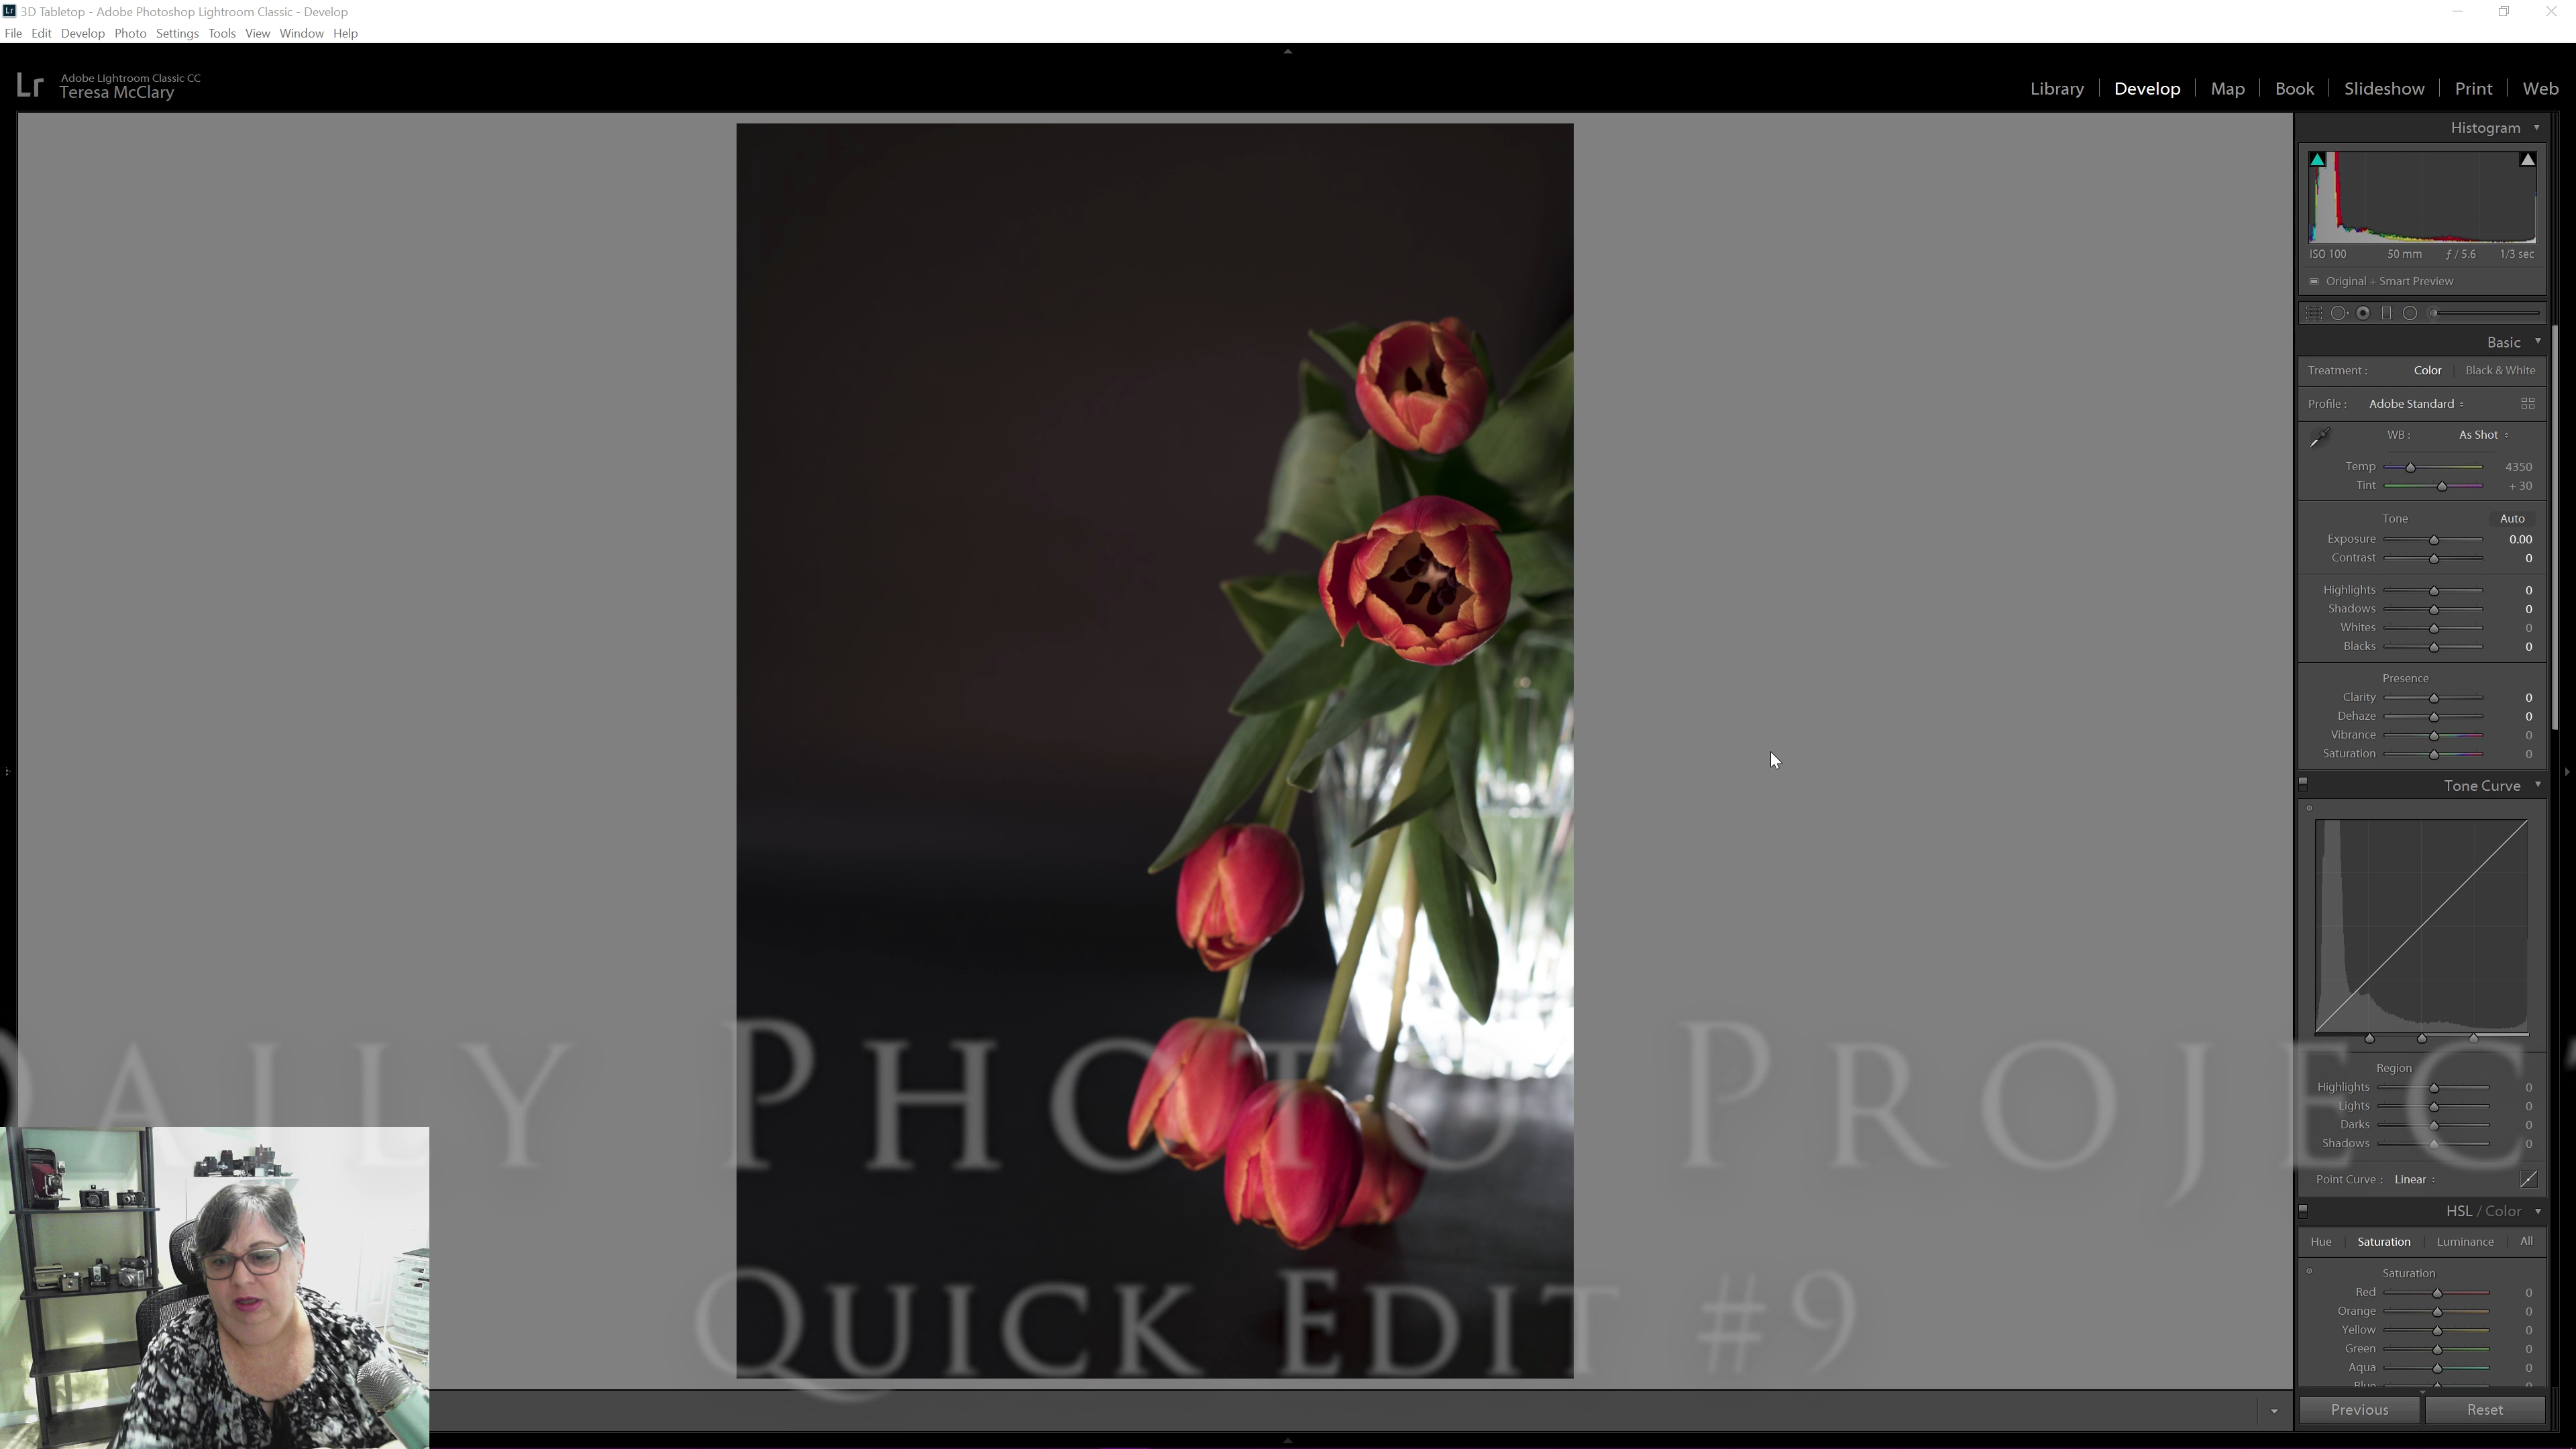 3D Tabletop - Adobe Photoshop Lightroom Classic - Develop
File Edit Develop Photo Settings Tools View Window Help
Lr
Adobe Lightroom Classic CC
Teresa McClary
Library | Develop | Map | Book | Slideshow | Print | Web
Histogram
ISO 100 50 mm ƒ / 5.6 1/3 sec
Original + Smart Preview
Basic
Treatment : Color Black & White
Profile : Adobe Standard
WB : As Shot
Temp 4350
Tint + 30
Tone Auto
Exposure 0.00
Contrast 0
Highlights 0
Shadows 0
Whites 0
Blacks 0
Presence
Clarity 0
Dehaze 0
Vibrance 0
Saturation 0
Tone Curve
Region
Highlights 0
Lights 0
Darks 0
Shadows 0
Point Curve : Linear
HSL / Color
Hue Saturation Luminance All
Saturation
Red 0
Orange 0
Yellow 0
Green 0
Aqua 0
Blue 0
Previous Reset
Daily Photo Project
Quick Edit #9